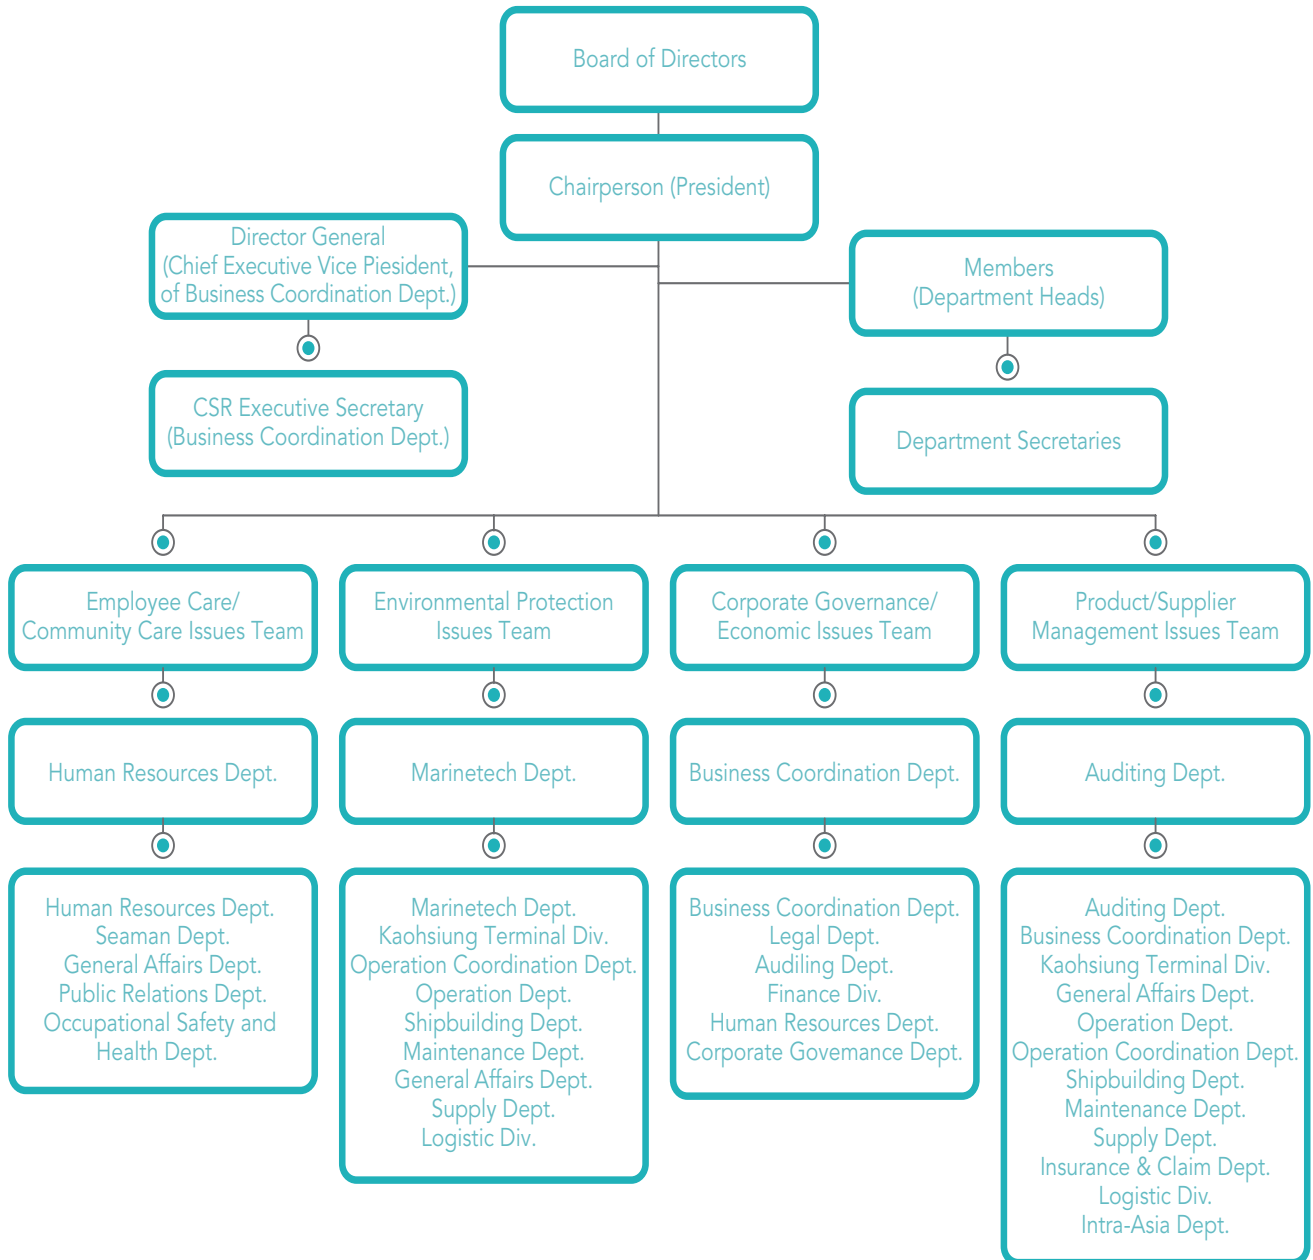 Board of Directors
Chairperson (President)
Director General
(Chief Executive Vice Piesident,
of Business Coordination Dept.)
Members
(Department Heads)
CSR Executive Secretary
(Business Coordination Dept.)
Department Secretaries
Employee Care/
Community Care Issues Team
Environmental Protection
Issues Team
Corporate Governance/
Economic Issues Team
Product/Supplier
Management Issues Team
Human Resources Dept.
Marinetech Dept.
Business Coordination Dept.
Auditing Dept.
Human Resources Dept.
Seaman Dept.
General Affairs Dept.
Public Relations Dept.
Occupational Safety and
Health Dept.
Marinetech Dept.
Kaohsiung Terminal Div.
Operation Coordination Dept.
Operation Dept.
Shipbuilding Dept.
Maintenance Dept.
General Affairs Dept.
Supply Dept.
Logistic Div.
Business Coordination Dept.
Legal Dept.
Audiling Dept.
Finance Div.
Human Resources Dept.
Corporate Govemance Dept.
Auditing Dept.
Business Coordination Dept.
Kaohsiung Terminal Div.
General Affairs Dept.
Operation Dept.
Operation Coordination Dept.
Shipbuilding Dept.
Maintenance Dept.
Supply Dept.
Insurance & Claim Dept.
Logistic Div.
Intra-Asia Dept.